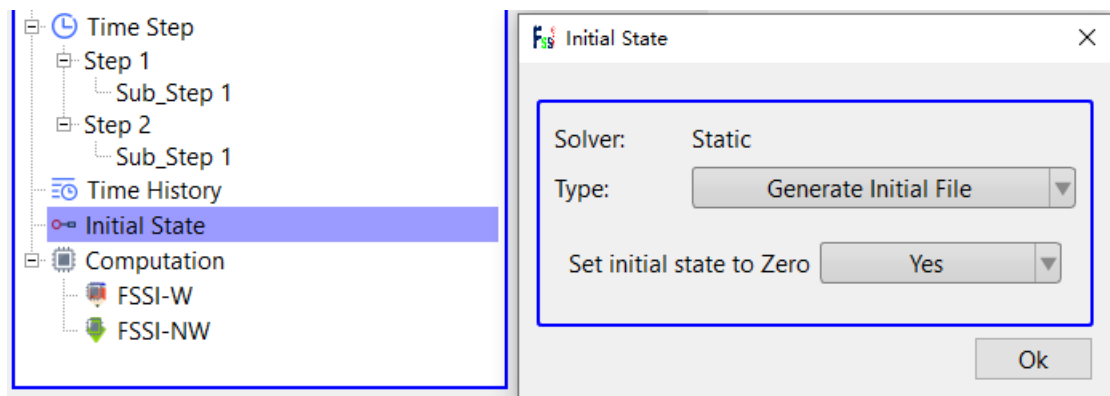 Time Step
Step 1
Sub_Step 1
Step 2
Sub_Step 1
Time History
Initial State
Computation
FSSI-W
FSSI-NW
Fssi Initial State
Solver: Static
Type: Generate Initial File
Set initial state to Zero Yes
Ok